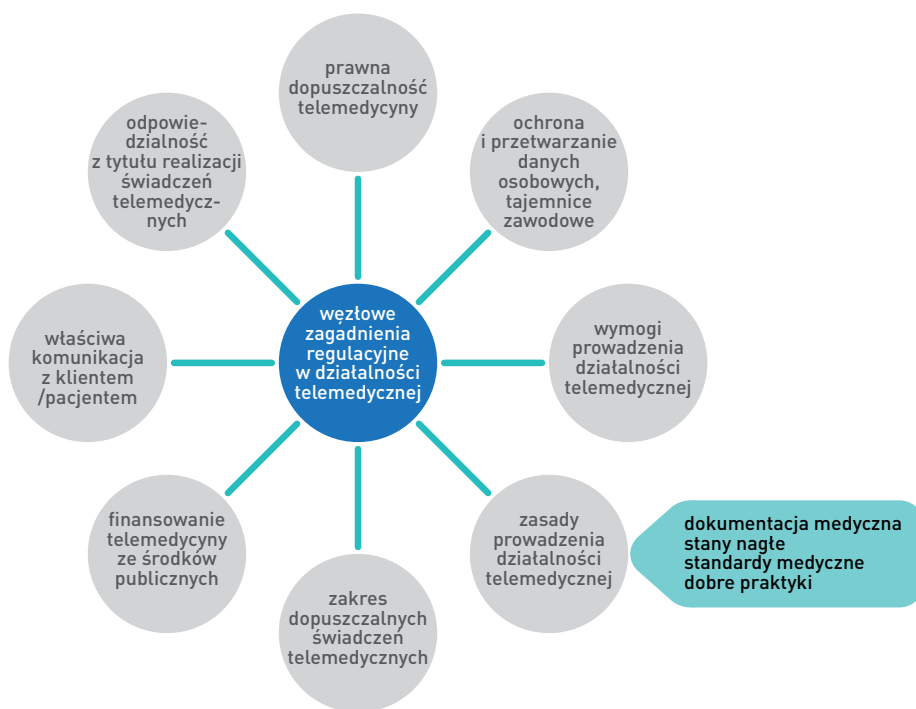 prawna
dopuszczalność
telemedycyny
odpowie-
dzialność
z tytułu realizacji
świadczeń
telemedycz-
nych
ochrona
i przetwarzanie
danych
osobowych,
tajemnice
zawodowe
węzłowe
zagadnienia
regulacyjne
w działalności
telemedycznej
właściwa
komunikacja
z klientem
/pacjentem
wymogi
prowadzenia
działalności
telemedycznej
finansowanie
telemedycyny
ze środków
publicznych
zasady
prowadzenia
działalności
telemedycznej
dokumentacja medyczna
stany nagłe
standardy medyczne
dobre praktyki
zakres
dopuszczalnych
świadczeń
telemedycznych